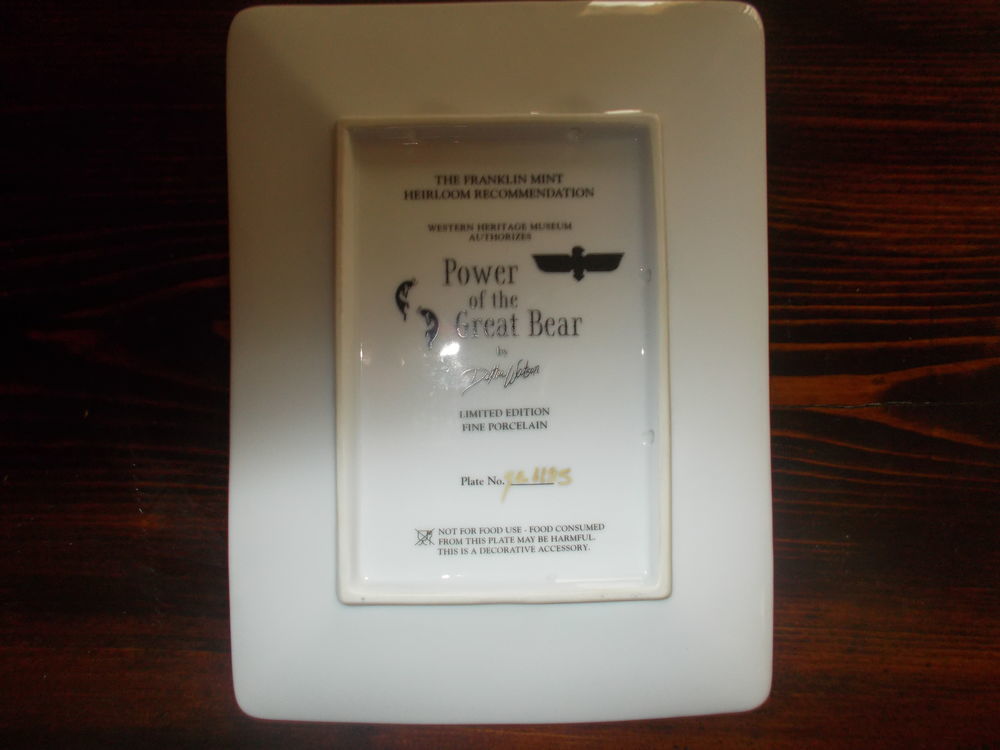 THE FRANKLIN MINT
HEIRLOOM RECOMMENDATION
WESTERN HERITAGE MUSEUM
AUTHORIZES
Power
of the
Great Bear
by
LIMITED EDITION
FINE PORCELAIN
Plate No.
NOT FOR FOOD USE - FOOD CONSUMED
FROM THIS PLATE MAY BE HARMFUL.
THIS IS A DECORATIVE ACCESSORY.